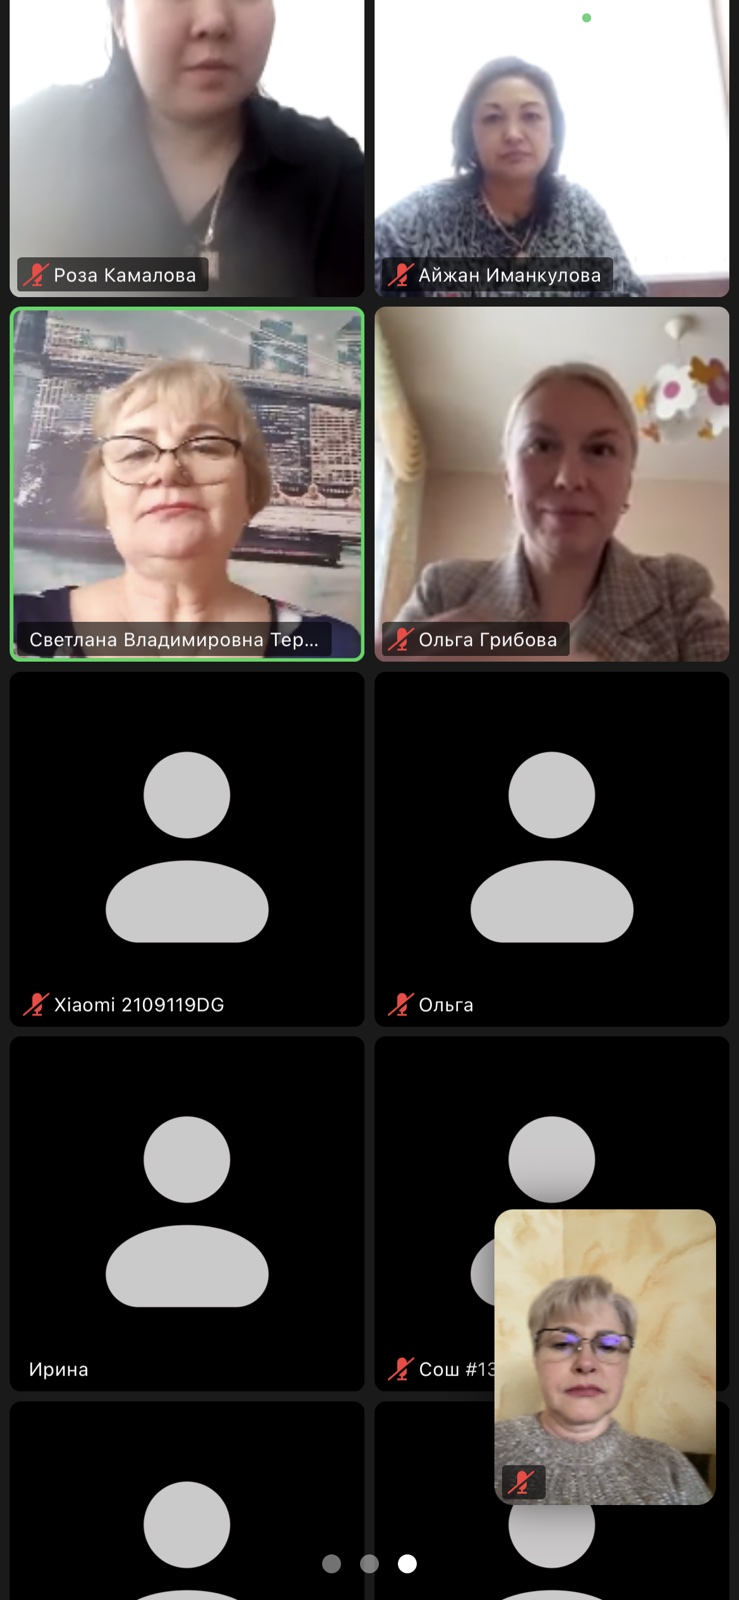 Роза Камалова
Айжан Иманкулова
Светлана Владимировна Тер...
Ольга Грибова
Xiaomi 2109119DG
Ольга
Ирина
Сош #13